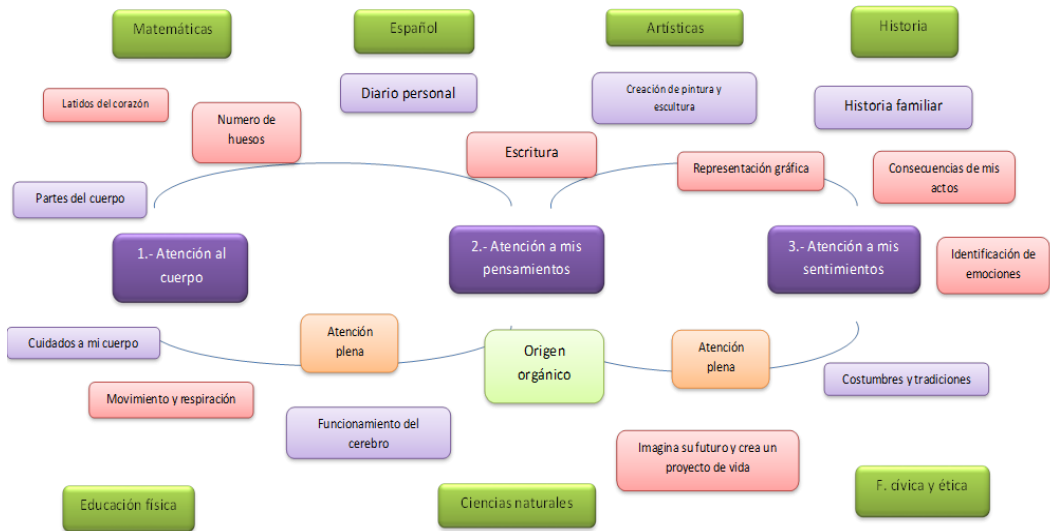 Matemáticas
Español
Artísticas
Historia
Latidos del corazón
Numero de
huesos
Diario personal
Creación de pintura y
escultura
Historia familiar
Escritura
Representación gráfica
Consecuencias de mis
actos
Partes del cuerpo
1.- Atención al
cuerpo
2.- Atención a mis
pensamientos
3.- Atención a mis
sentimientos
Identificación de
emociones
Cuidados a mi cuerpo
Atención
plena
Origen
orgánico
Atención
plena
Costumbres y tradiciones
Movimiento y respiración
Funcionamiento del
cerebro
Imagina su futuro y crea un
proyecto de vida
Educación física
Ciencias naturales
F. cívica y ética